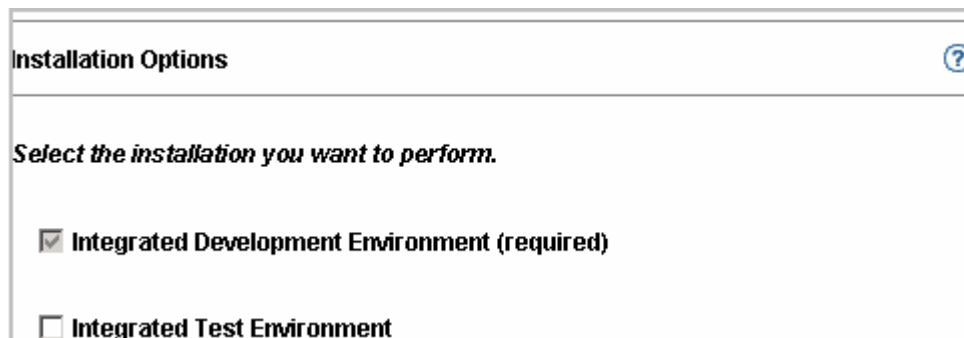 Installation Options
?
Select the installation you want to perform.
Integrated Development Environment (required)
Integrated Test Environment